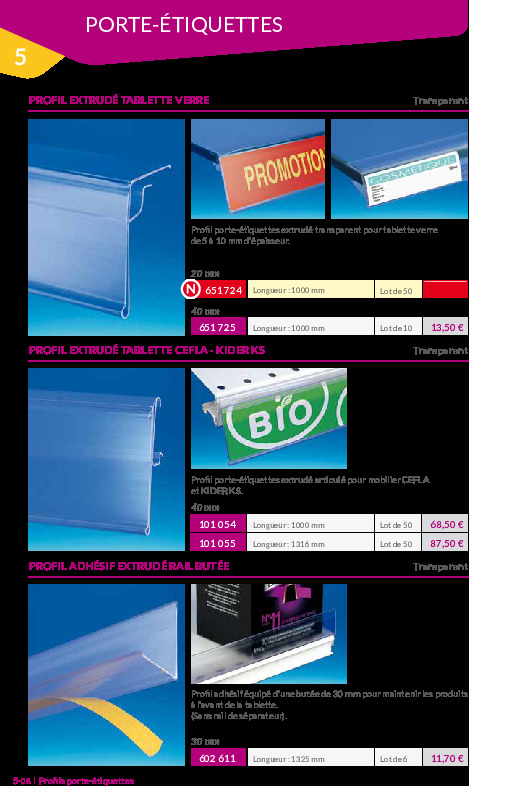 PORTE-ÉTIQUETTES
5
PROFIL EXTRUDÉ TABLETTE VERRE Transparent
PROMOTION
COSMETIQUE
Profil porte-étiquettes extrudé transparent pour tablette verre
de 5 à 10 mm d'épaisseur.
20 mm
N 651724 Longueur : 1000 mm Lot de 50
40 mm
651725 Longueur : 1000 mm Lot de 10 13,50 €
PROFIL EXTRUDÉ TABLETTE CEFLA - KIDERKS Transparent
BiO
Profil porte-étiquettes extrudé articulé pour mobilier CEFLA
et KIDERKS.
40 mm
101 054 Longueur : 1000 mm Lot de 50 68,50 €
101 055 Longueur : 1316 mm Lot de 50 87,50 €
PROFIL ADHÉSIF EXTRUDÉ RAIL BUTÉE Transparent
N°11
Profil adhésif équipé d'une butée de 30 mm pour maintenir les produits
à l'avant de la tablette.
(Sans rail de séparateur).
30 mm
602 611 Longueur : 1325 mm Lot de 6 11,70 €
5-06 I Profils porte-étiquettes